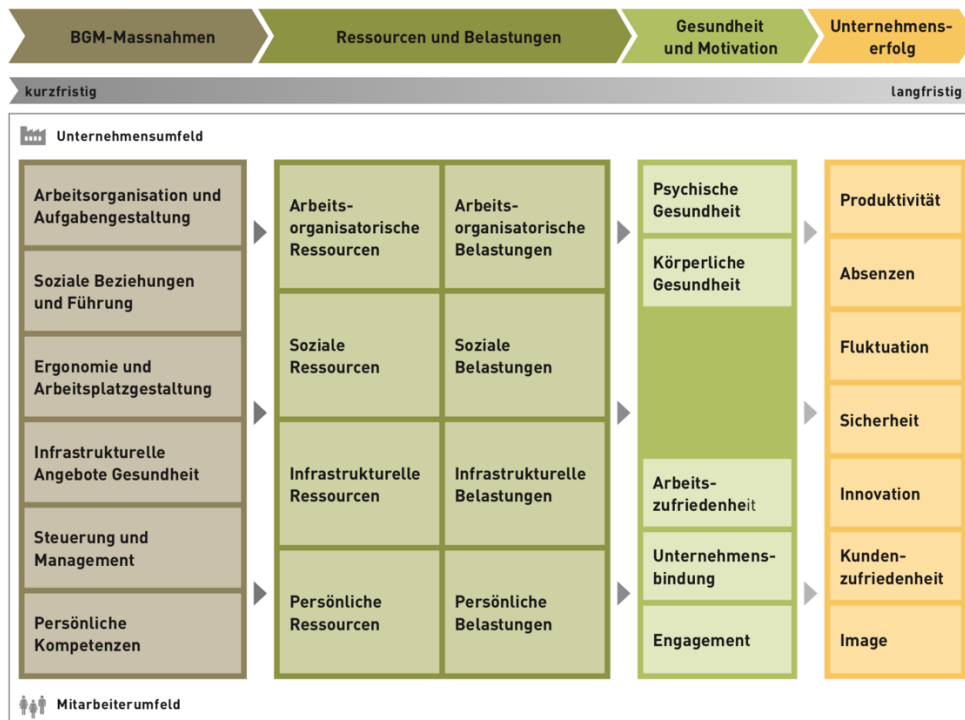 BGM-Massnahmen
Ressourcen und Belastungen
Gesundheit
und Motivation
Unternehmens-
erfolg
kurzfristig
langfristig
Unternehmensumfeld
Arbeitsorganisation und
Aufgabengestaltung
Soziale Beziehungen
und Führung
Ergonomie und
Arbeitsplatzgestaltung
Infrastrukturelle
Angebote Gesundheit
Steuerung und
Management
Persönliche
Kompetenzen
Arbeits-
organisatorische
Ressourcen
Arbeits-
organisatorische
Belastungen
Soziale
Ressourcen
Soziale
Belastungen
Infrastrukturelle
Ressourcen
Infrastrukturelle
Belastungen
Persönliche
Ressourcen
Persönliche
Belastungen
Psychische
Gesundheit
Körperliche
Gesundheit
Arbeits-
zufriedenheit
Unternehmens-
bindung
Engagement
Produktivität
Absenzen
Fluktuation
Sicherheit
Innovation
Kunden-
zufriedenheit
Image
Mitarbeiterumfeld